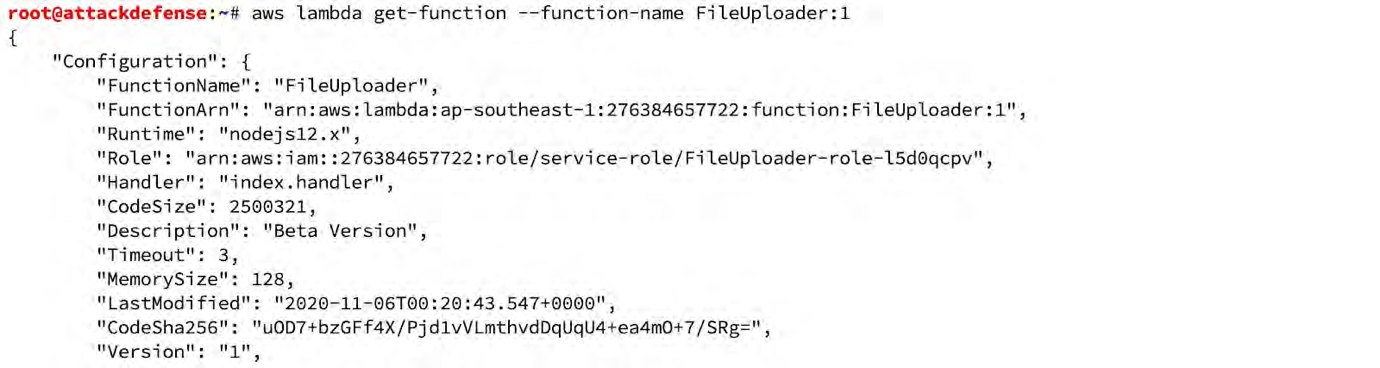 root@attackdefense:~# aws lambda get-function --function-name FileUploader:1
{
    "Configuration": {
        "FunctionName": "FileUploader",
        "FunctionArn": "arn:aws:lambda:ap-southeast-1:276384657722:function:FileUploader:1",
        "Runtime": "nodejs12.x",
        "Role": "arn:aws:iam::276384657722:role/service-role/FileUploader-role-l5d0qcpv",
        "Handler": "index.handler",
        "CodeSize": 2500321,
        "Description": "Beta Version",
        "Timeout": 3,
        "MemorySize": 128,
        "LastModified": "2020-11-06T00:20:43.547+0000",
        "CodeSha256": "uOD7+bzGFf4X/Pjd1vVLmthvdDqUqU4+ea4mO+7/SRg=",
        "Version": "1",